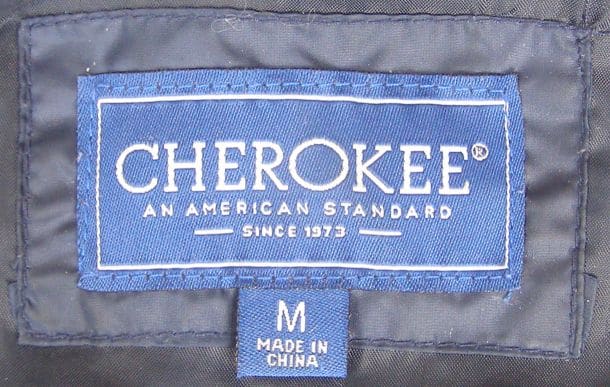 CHEROKEE®
AN AMERICAN STANDARD
SINCE 1973
M
MADE IN
CHINA